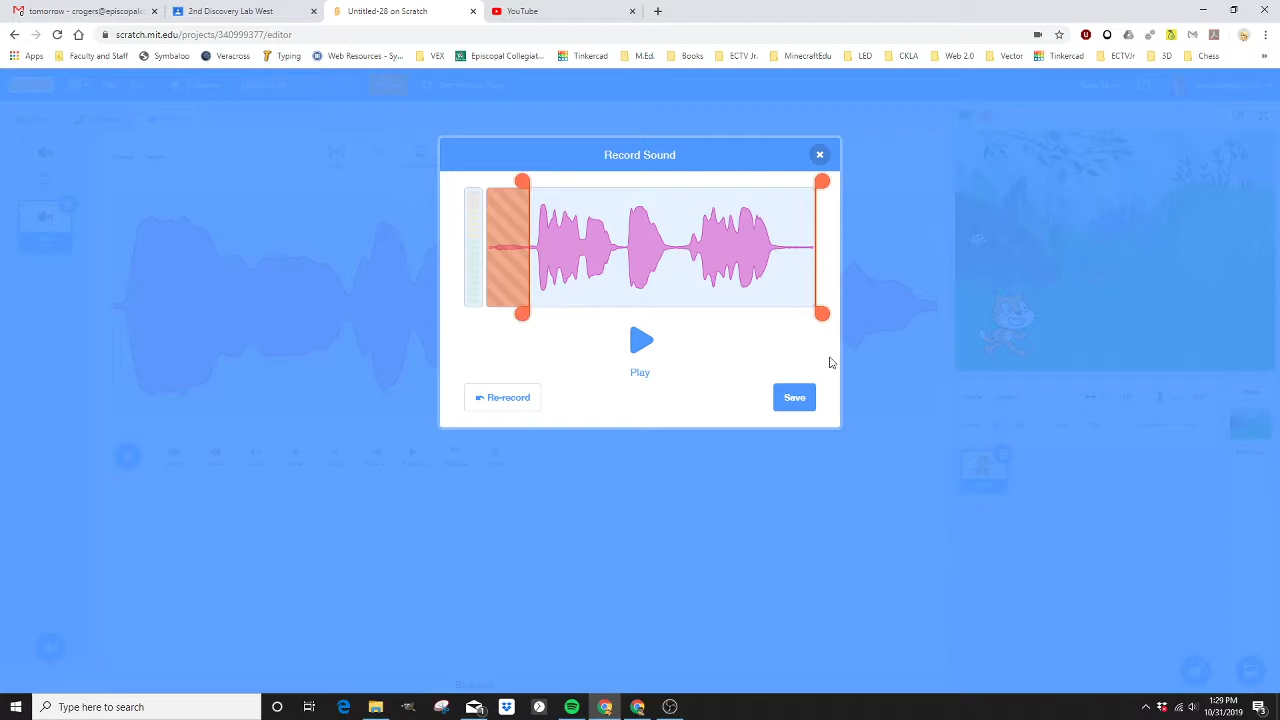 tomorrow - crogers@episcopalco
2nd Discovery Lab West
Untitled-28 on Scratch
YouTube
scratch.mit.edu/projects/340999377/editor
Apps
Faculty and Staff
Symbaloo
Veracross
Typing
Web Resources - Sy...
VEX
Episcopal Collegiat...
Tinkercad
M.Ed.
Books
ECTV Jr.
MinecraftEdu
LED
CKLA
Web 2.0
Vector
Tinkercad
ECTVJr
3D
Chess
Record Sound
Play
Re-record
Save
Type here to search
1:29 PM
10/31/2019